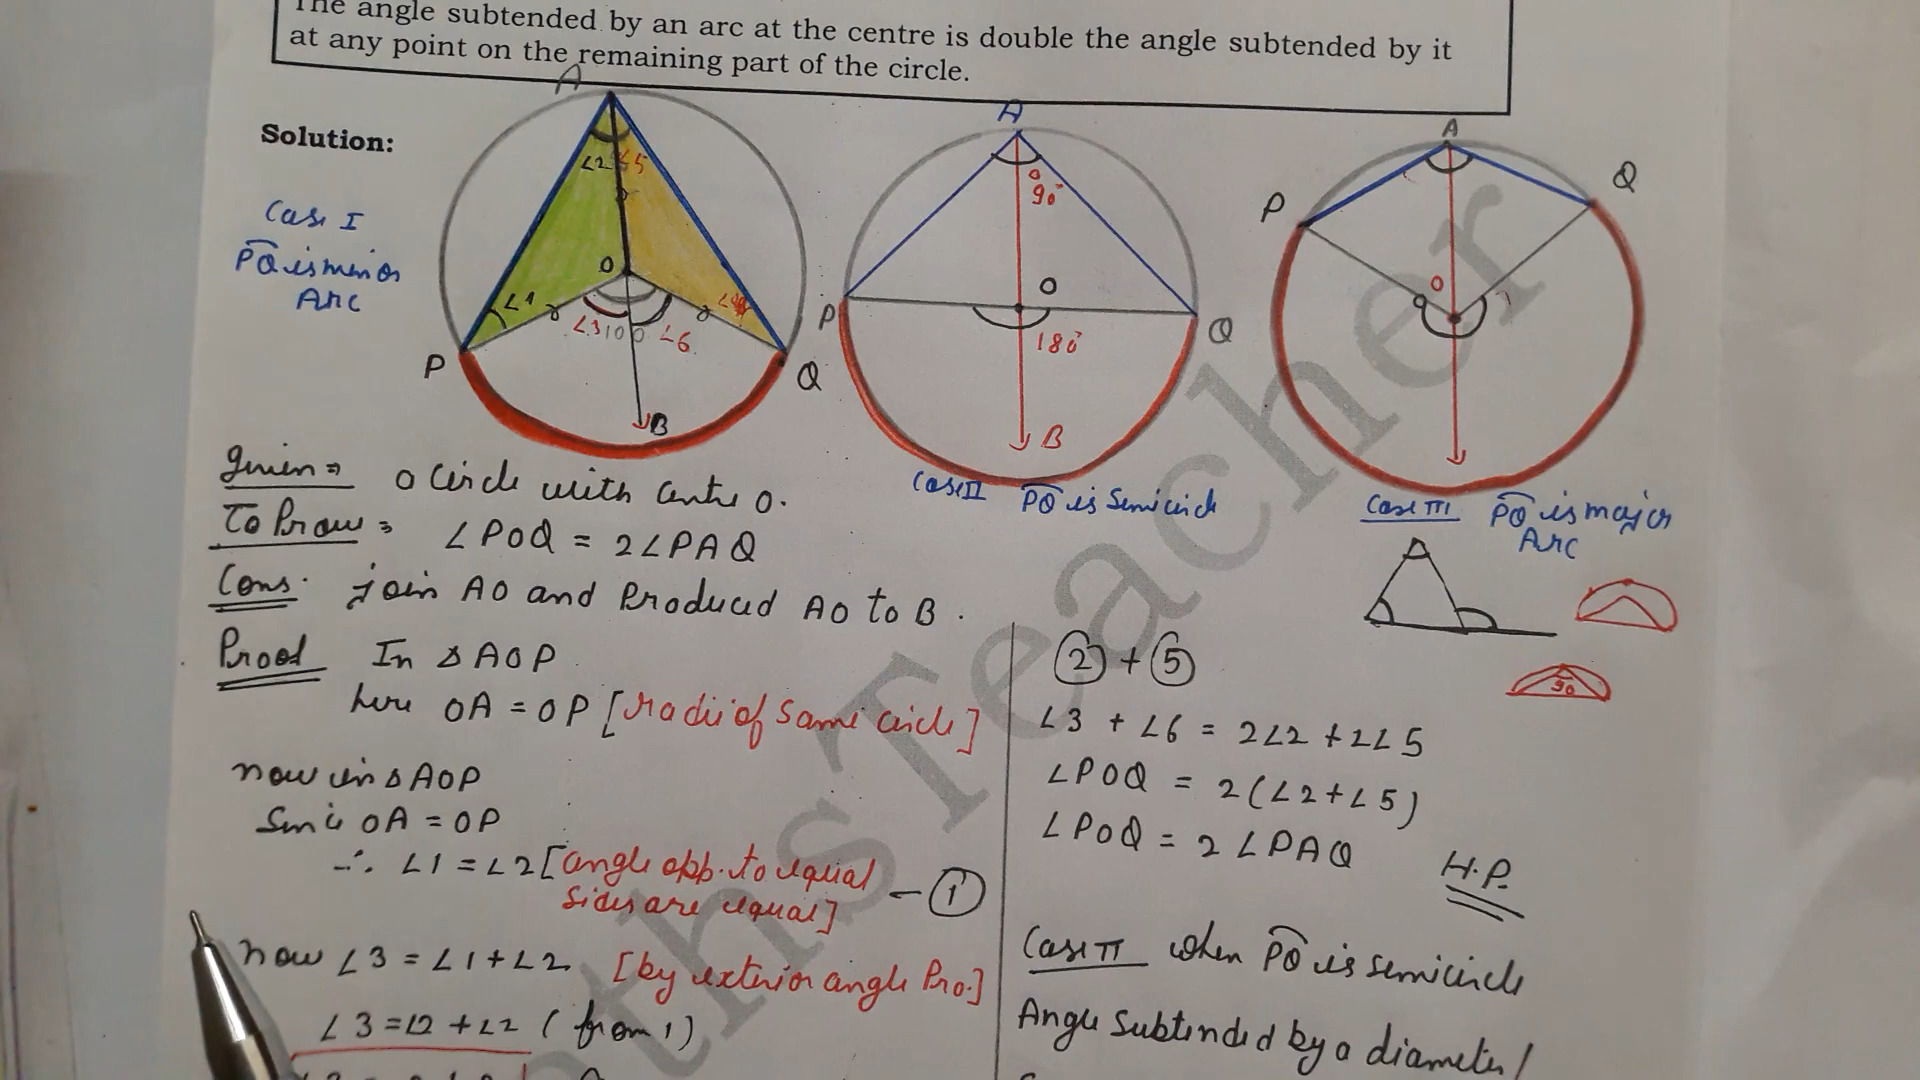 The angle subtended by an arc at the centre is double the angle subtended by it
at any point on the remaining part of the circle.
Solution:
Case I
PQ is minor
Arc
A
∠2 ∠5
O
∠1
∠3 100 ∠6
P
Q
B
A
90°
O
P
Q
180°
B
Case II PQ is Semicircle
A
P
Q
O
Case III PQ is major
Arc
90
Given ⇒ a Circle with Centre O.
To Prove ⇒ ∠POQ = 2∠PAQ
Cons. join AO and Produced AO to B.
Proof In ΔAOP
here OA = OP [radii of same circle]
now in ΔAOP
Since OA = OP
∴ ∠1 = ∠2 [angle opp. to equal
sides are equal] — ①
now ∠3 = ∠1+∠2 [by exterior angle Pro.]
∠3 = ∠2 + ∠2 (from 1)
② + ⑤
∠3 + ∠6 = 2∠2 + 2∠5
∠POQ = 2(∠2+∠5)
∠POQ = 2 ∠PAQ
H.P.
Case II when PQ is semicircle
Angle Subtended by a diameter/
thsTeacher